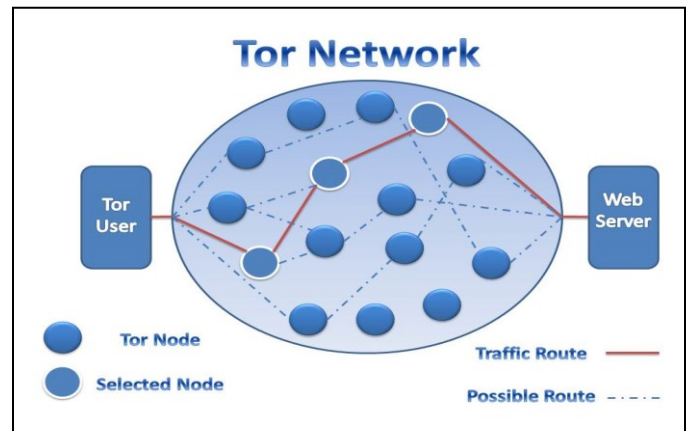 Tor Network
Tor
User
Web
Server
Tor Node
Selected Node
Traffic Route
Possible Route